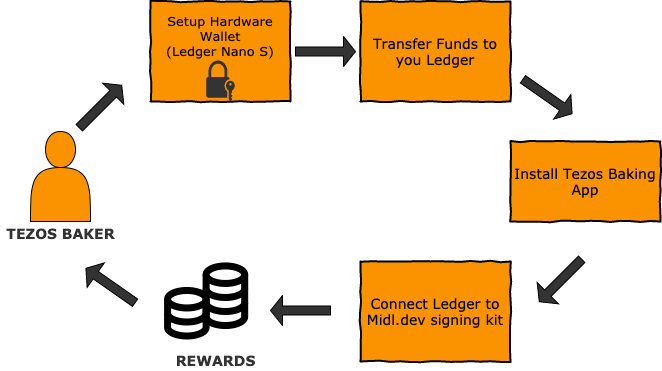 Setup Hardware
Wallet
(Ledger Nano S)
Transfer Funds to
you Ledger
Install Tezos Baking
App
TEZOS BAKER
Connect Ledger to
Midl.dev signing kit
REWARDS